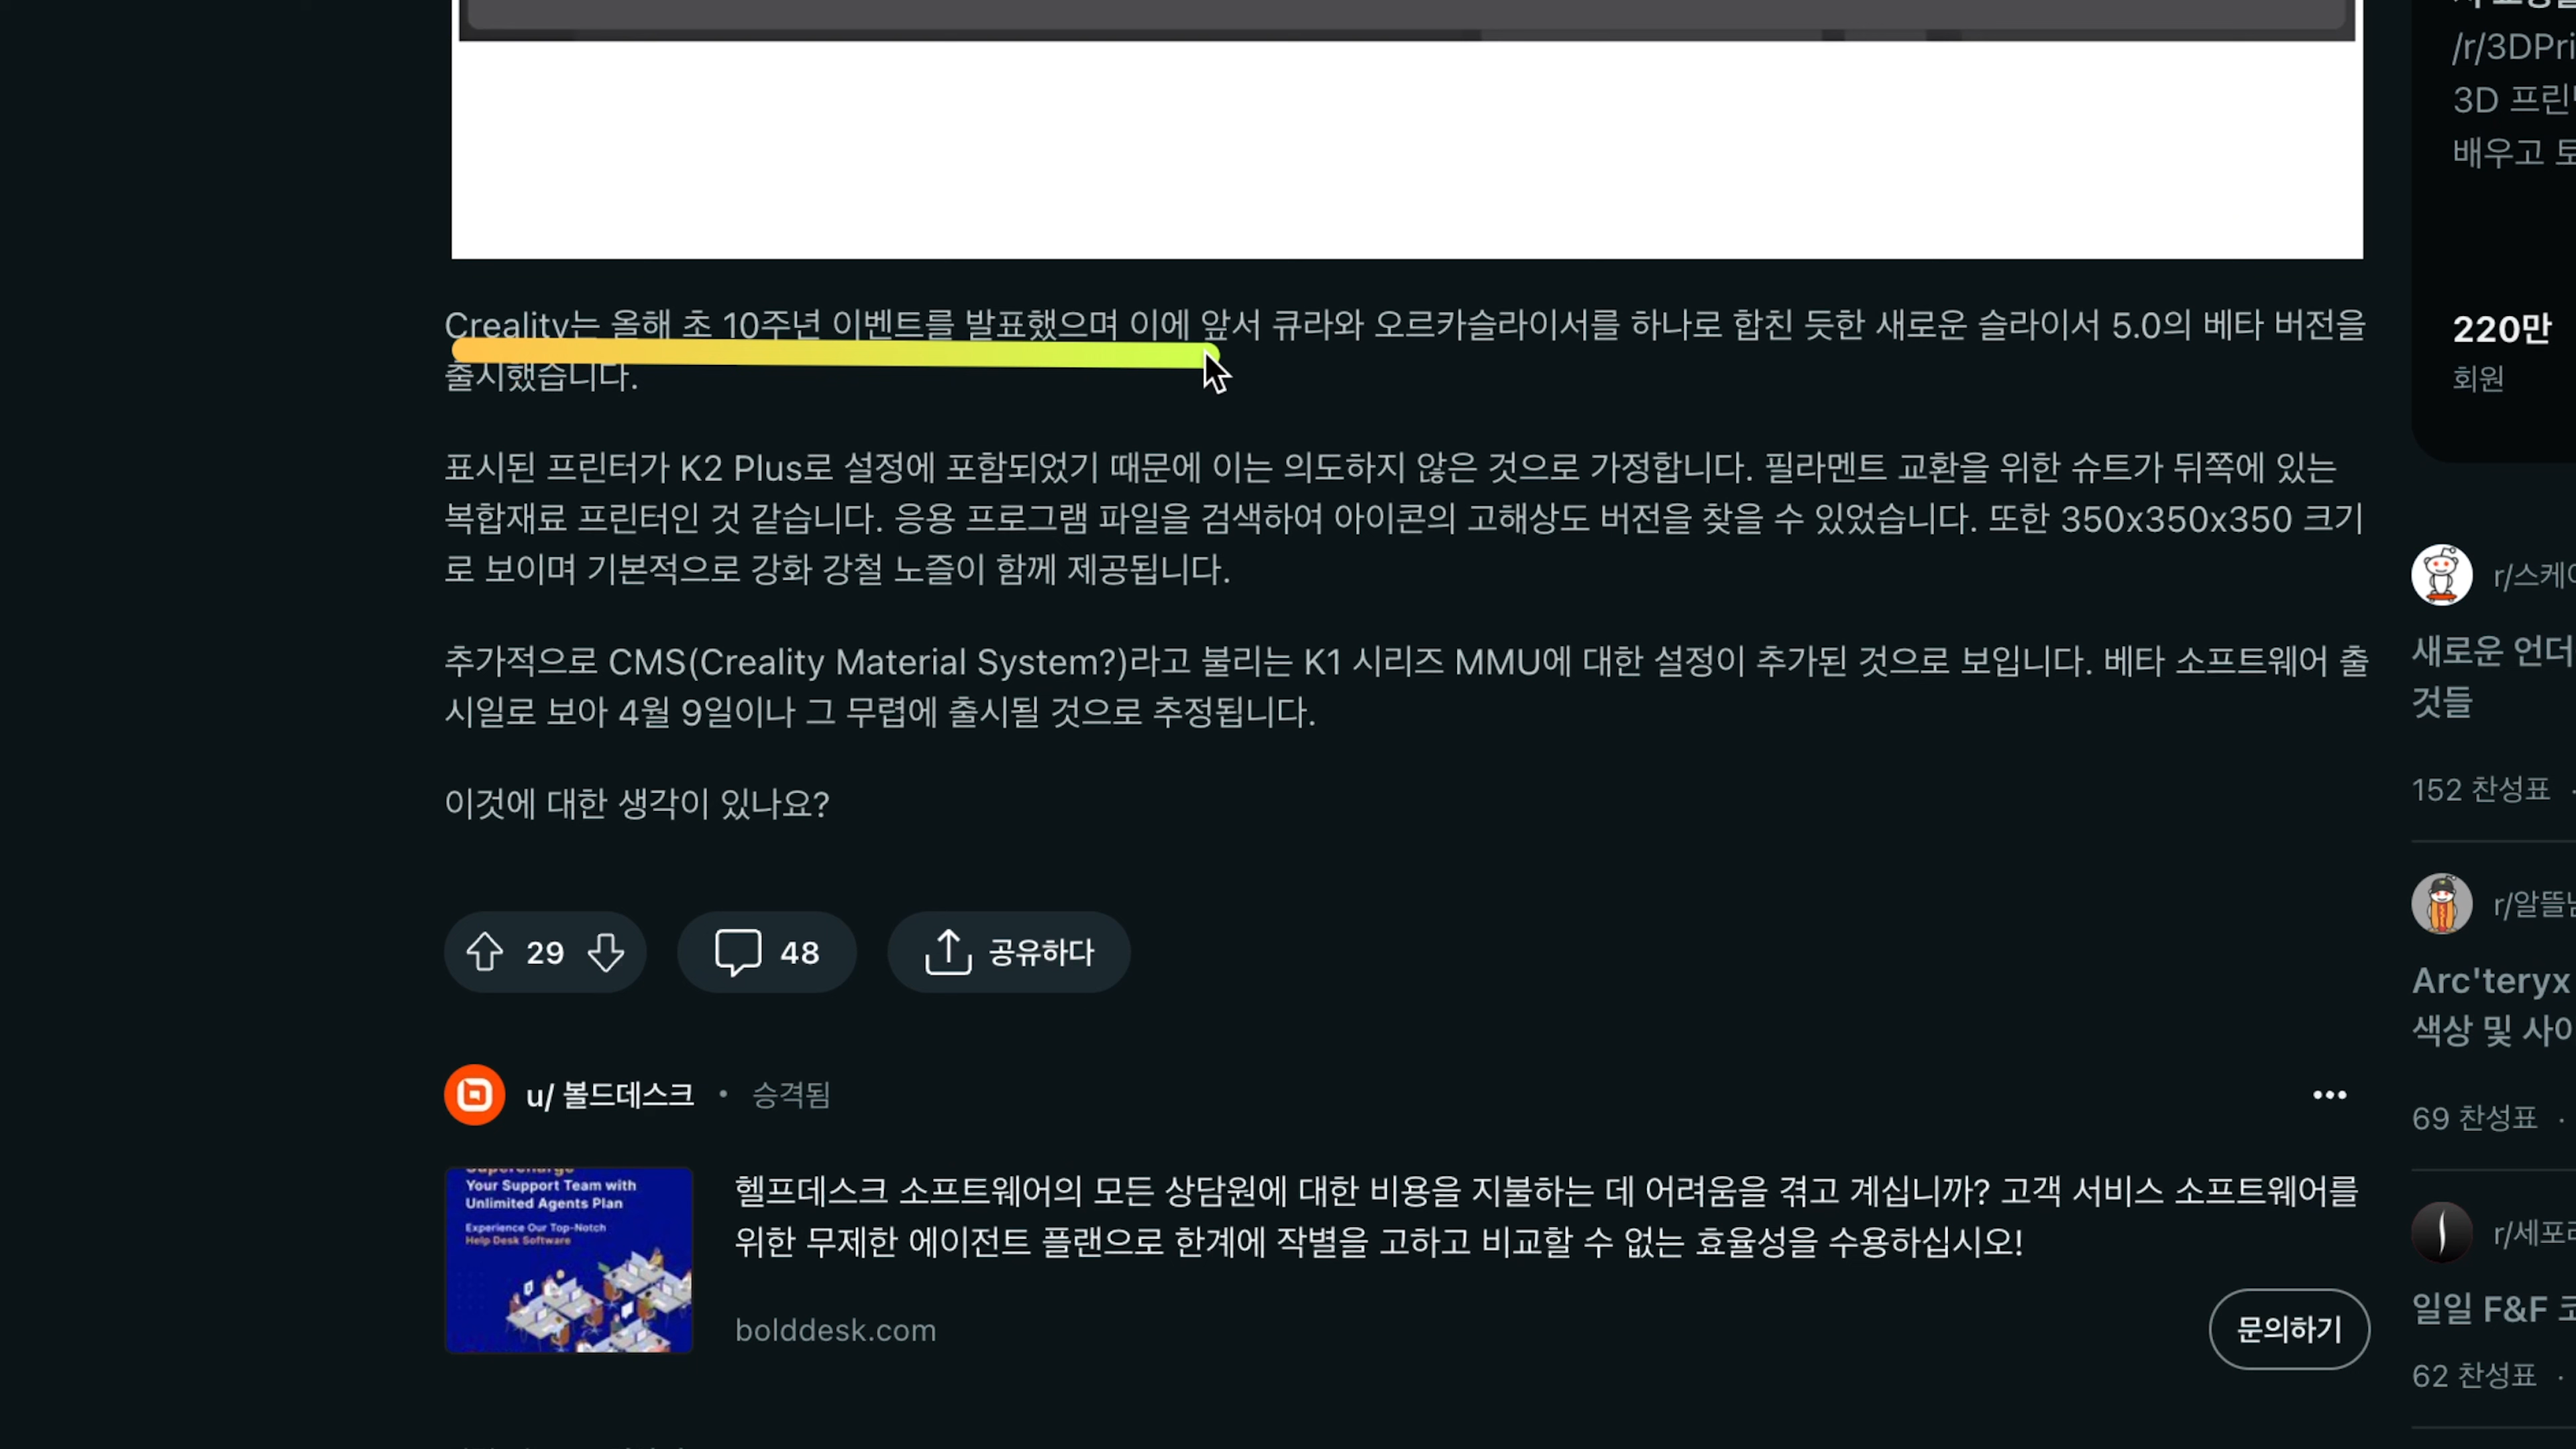 /r/3DPri
3D 프린
배우고
220만
회원
Creality는 올해 초 10주년 이벤트를 발표했으며 이에 앞서 큐라와 오르카슬라이서를 하나로 합친 듯한 새로운 슬라이서 5.0의 베타 버전을
출시했습니다.
표시된 프린터가 K2 Plus로 설정에 포함되었기 때문에 이는 의도하지 않은 것으로 가정합니다. 필라멘트 교환을 위한 슈트가 뒤쪽에 있는
복합재료 프린터인 것 같습니다. 응용 프로그램 파일을 검색하여 아이콘의 고해상도 버전을 찾을 수 있었습니다. 또한 350x350x350 크기
로 보이며 기본적으로 강화 강철 노즐이 함께 제공됩니다.
추가적으로 CMS(Creality Material System?)라고 불리는 K1 시리즈 MMU에 대한 설정이 추가된 것으로 보입니다. 베타 소프트웨어 출
시일로 보아 4월 9일이나 그 무렵에 출시될 것으로 추정됩니다.
이것에 대한 생각이 있나요?
29
48
공유하다
u/ 볼드데스크 • 승격됨
Supercharge
Your Support Team with
Unlimited Agents Plan
Experience Our Top-Notch
Help Desk Software
헬프데스크 소프트웨어의 모든 상담원에 대한 비용을 지불하는 데 어려움을 겪고 계십니까? 고객 서비스 소프트웨어를
위한 무제한 에이전트 플랜으로 한계에 작별을 고하고 비교할 수 없는 효율성을 수용하십시오!
bolddesk.com
문의하기
r/스케이
새로운 언더
것들
152 찬성표 ·
r/알뜰
Arc'teryx
색상 및 사이
69 찬성표 ·
r/세포라
일일 F&F
62 찬성표 ·